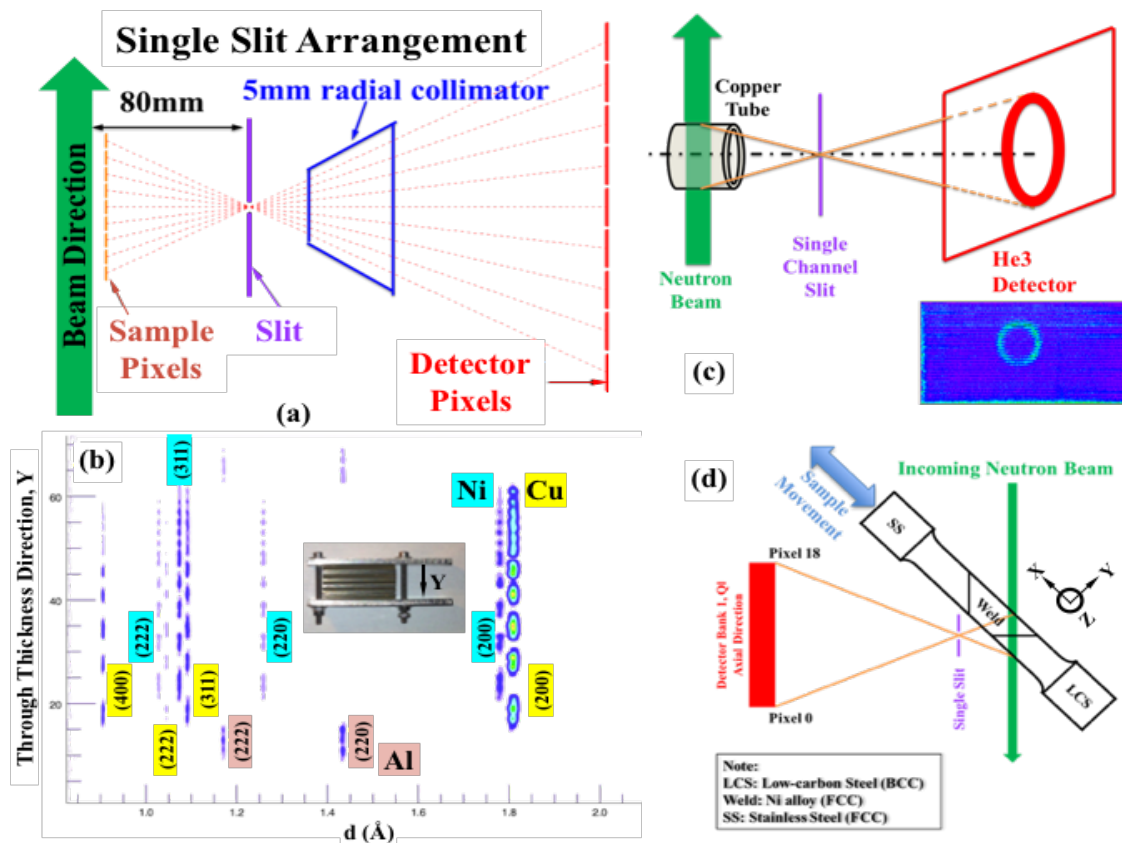 Single Slit Arrangement
80mm
5mm radial collimator
Beam Direction
Sample
Pixels
Slit
Detector
Pixels
(a)
Copper
Tube
Neutron
Beam
Single
Channel
Slit
He3
Detector
(c)
(b)
Through Thickness Direction, Y
60
40
20
(311)
Ni
Cu
Y
(222)
(220)
(200)
(400)
(311)
(200)
(222)
(222)
(220)
Al
1.0
1.2
1.4
1.6
1.8
2.0
d (Å)
(d)
Incoming Neutron Beam
Sample
Movement
SS
Pixel 18
X
Y
Z
Weld
Detector Bank 1, Ql
Axial Direction
Single Slit
LCS
Pixel 0
Note:
LCS: Low-carbon Steel (BCC)
Weld: Ni alloy (FCC)
SS: Stainless Steel (FCC)